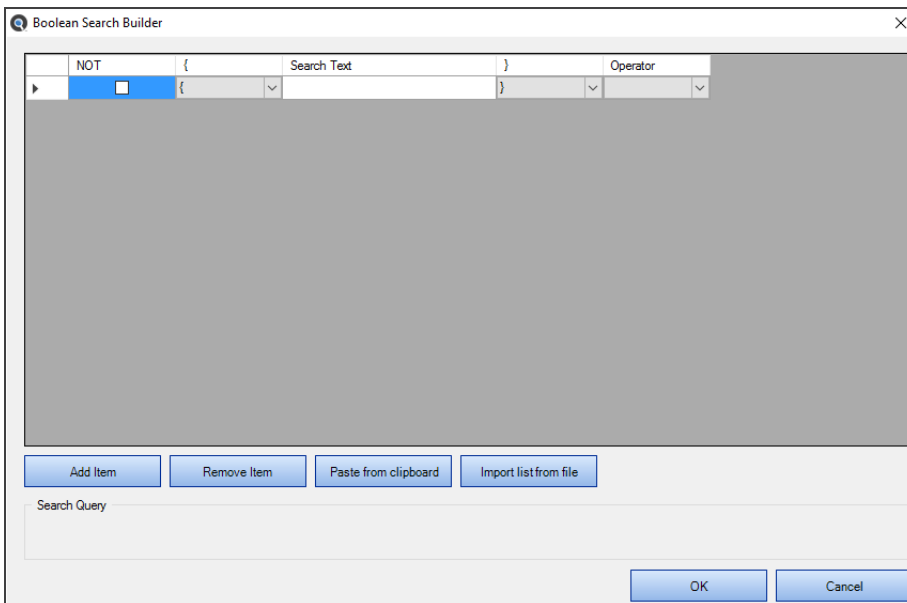 Boolean Search Builder
NOT { Search Text } Operator
{ }
Add Item Remove Item Paste from clipboard Import list from file
Search Query
OK Cancel